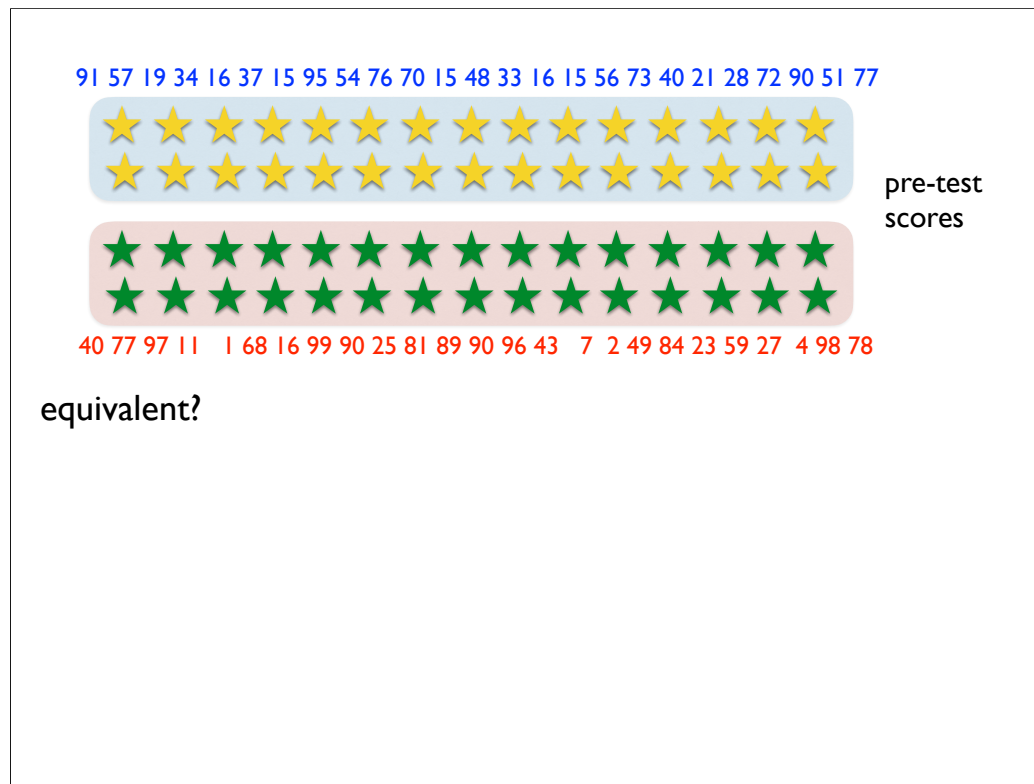 91 57 19 34 16 37 15 95 54 76 70 15 48 33 16 15 56 73 40 21 28 72 90 51 77
pre-test
scores
40 77 97 11 1 68 16 99 90 25 81 89 90 96 43 7 2 49 84 23 59 27 4 98 78
equivalent?